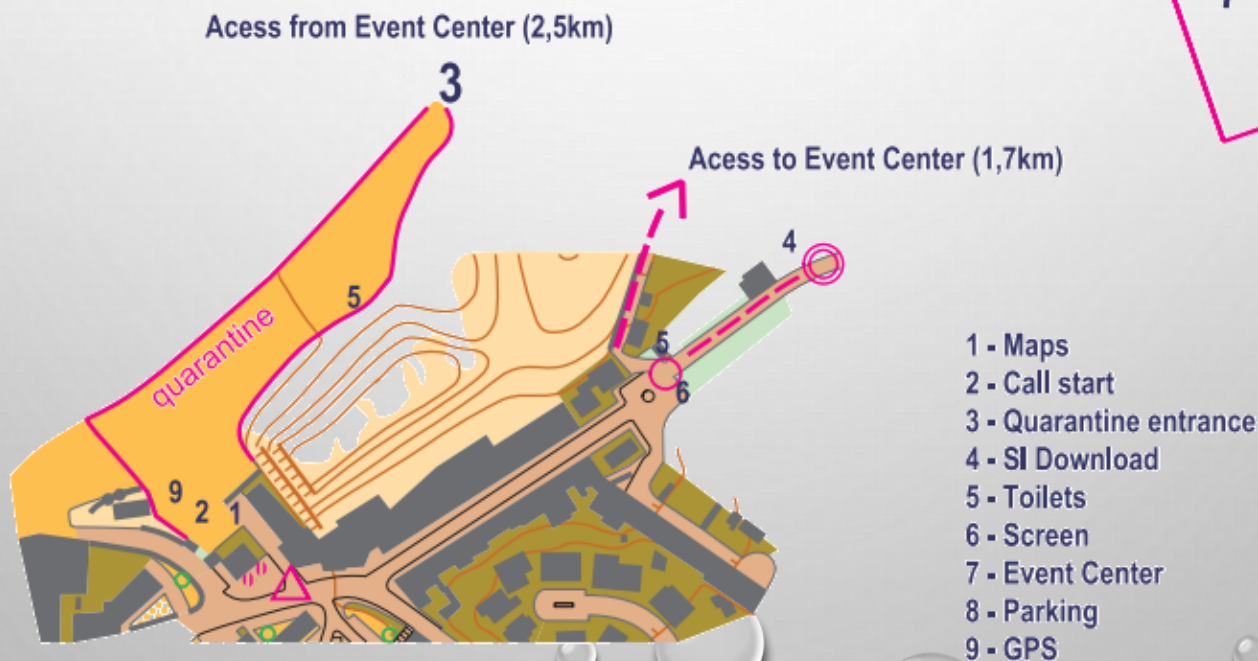 Acess from Event Center (2,5km)
3
Acess to Event Center (1,7km)
4
5
quarantine
5
6
9
2
1
1 - Maps
2 - Call start
3 - Quarantine entrance
4 - SI Download
5 - Toilets
6 - Screen
7 - Event Center
8 - Parking
9 - GPS